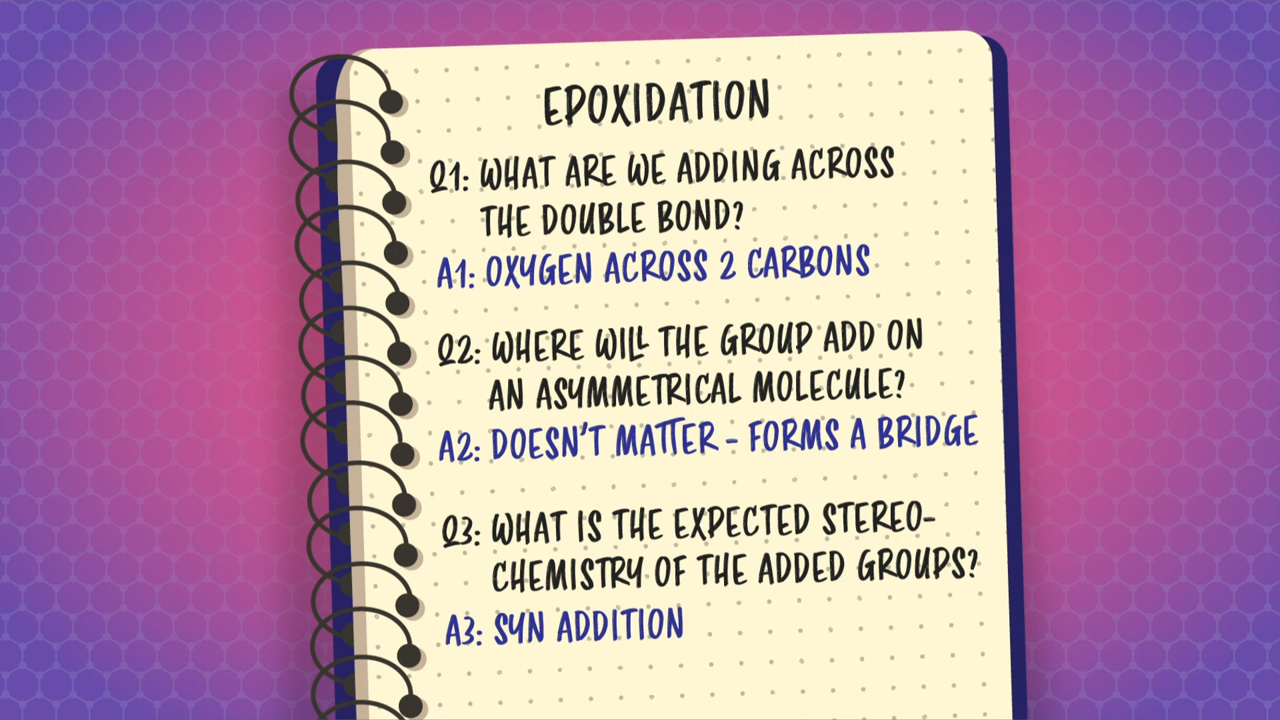 EPOXIDATION
Q1: WHAT ARE WE ADDING ACROSS
THE DOUBLE BOND?
A1: OXYGEN ACROSS 2 CARBONS
Q2: WHERE WILL THE GROUP ADD ON
AN ASYMMETRICAL MOLECULE?
A2: DOESN'T MATTER - FORMS A BRIDGE
Q3: WHAT IS THE EXPECTED STEREO-
CHEMISTRY OF THE ADDED GROUPS?
A3: SYN ADDITION